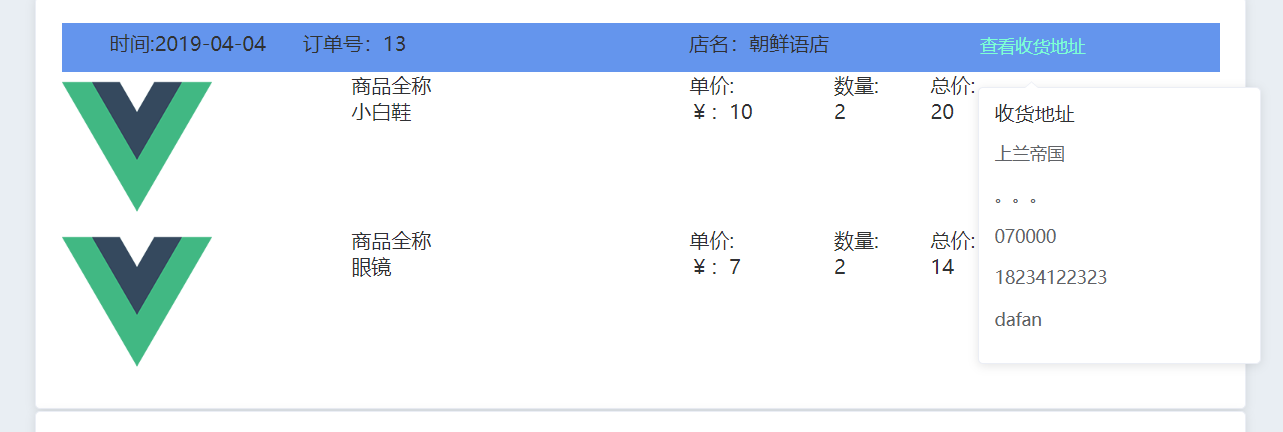 时间:2019-04-04 订单号：13 店名：朝鲜语店 查看收货地址
商品全称 单价: 数量: 总价:
小白鞋 ￥：10 2 20
商品全称 单价: 数量: 总价:
眼镜 ￥：7 2 14
收货地址
上兰帝国
。。。
070000
18234122323
dafan